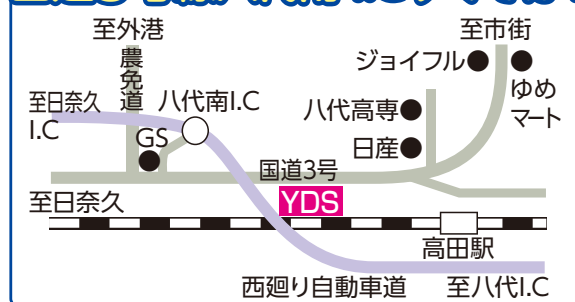 至外港
至市街
農免道
ジョイフル
ゆめ
マート
至日奈久
I.C
八代南I.C
八代高専
GS
日産
国道3号
至日奈久
YDS
高田駅
西廻り自動車道
至八代I.C